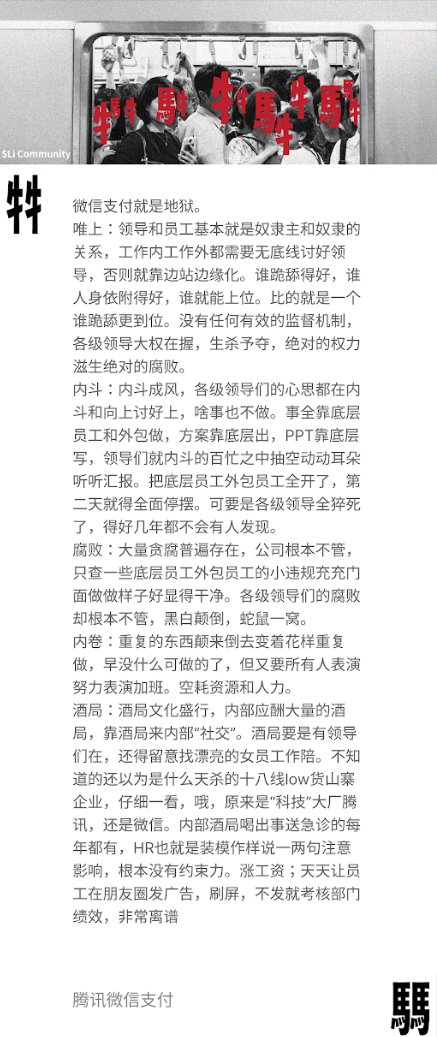 $Li Community
牛 馬 牛 馬 牛 牛 牛 馬 牛 牛 馬 馬 牛
牪
微信支付就是地狱。
唯上：领导和员工基本就是奴隶主和奴隶的
关系，工作内工作外都需要无底线讨好领
导，否则就靠边站边缘化。谁跪舔得好，谁
人身依附得好，谁就能上位。比的就是一个
谁跪舔更到位。没有任何有效的监督机制，
各级领导大权在握，生杀予夺，绝对的权力
滋生绝对的腐败。
内斗：内斗成风，各级领导们的心思都在内
斗和向上讨好上，啥事也不做。事全靠底层
员工和外包做，方案靠底层出，PPT靠底层
写，领导们就内斗的百忙之中抽空动动耳朵
听听汇报。把底层员工外包员工全开了，第
二天就得全面停摆。可要是各级领导全猝死
了，得好几年都不会有人发现。
腐败：大量贪腐普遍存在，公司根本不管，
只查一些底层员工外包员工的小违规充充门
面做做样子好显得干净。各级领导们的腐败
却根本不管，黑白颠倒，蛇鼠一窝。
内卷：重复的东西颠来倒去变着花样重复
做，早没什么可做的了，但又要所有人表演
努力表演加班。空耗资源和人力。
酒局：酒局文化盛行，内部应酬大量的酒
局，靠酒局来内部“社交”。酒局要是有领导
们在，还得留意找漂亮的女员工作陪。不知
道的还以为是什么天杀的十八线low货山寨
企业，仔细一看，哦，原来是“科技”大厂腾
讯，还是微信。内部酒局喝出事送急诊的每
年都有，HR也就是装模作样说一两句注意
影响，根本没有约束力。涨工资；天天让员
工在朋友圈发广告，刷屏，不发就考核部门
绩效，非常离谱
腾讯微信支付